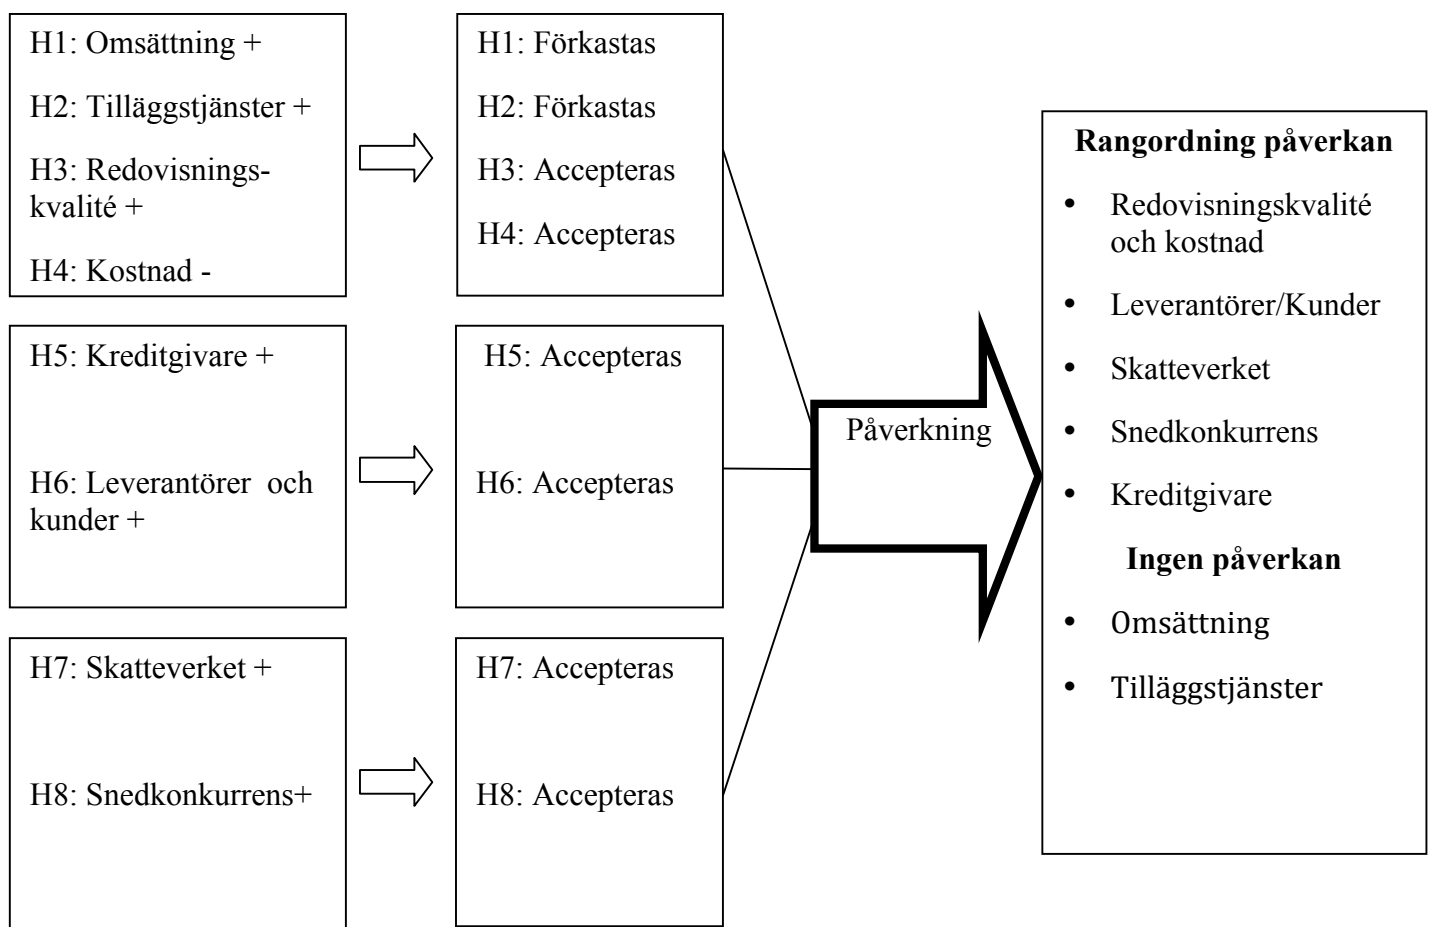 H1: Omsättning +
H2: Tilläggstjänster +
H3: Redovisnings-
kvalité +
H4: Kostnad -
H1: Förkastas
H2: Förkastas
H3: Accepteras
H4: Accepteras
H5: Kreditgivare +
H6: Leverantörer och
kunder +
H5: Accepteras
H6: Accepteras
H7: Skatteverket +
H8: Snedkonkurrens+
H7: Accepteras
H8: Accepteras
Påverkning
Rangordning påverkan
• Redovisningskvalité
och kostnad
• Leverantörer/Kunder
• Skatteverket
• Snedkonkurrens
• Kreditgivare
Ingen påverkan
• Omsättning
• Tilläggstjänster